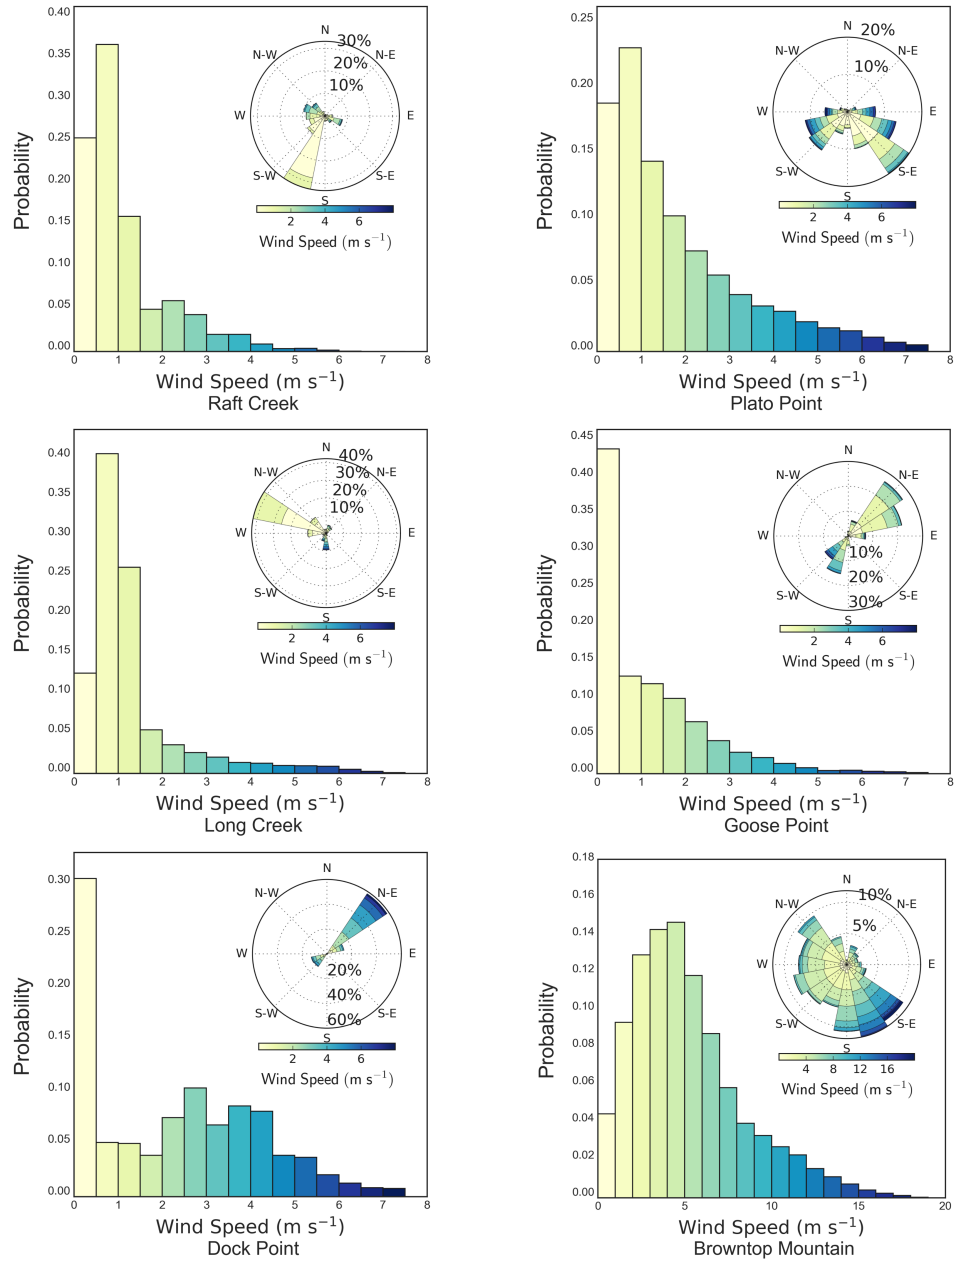 0.40
0.35
0.30
0.25
0.20
0.15
0.10
0.05
0.00
Probability
0 1 2 3 4 5 6 7 8
Wind Speed (m s−1)
Raft Creek
N
N-E
E
S-E
S
S-W
W
N-W
30%
20%
10%
2 4 6
Wind Speed (m s−1)
0.25
0.20
0.15
0.10
0.05
0.00
Probability
0 1 2 3 4 5 6 7 8
Wind Speed (m s−1)
Plato Point
N
N-E
E
S-E
S
S-W
W
N-W
20%
10%
2 4 6
Wind Speed (m s−1)
0.40
0.35
0.30
0.25
0.20
0.15
0.10
0.05
0.00
Probability
0 1 2 3 4 5 6 7 8
Wind Speed (m s−1)
Long Creek
N
N-E
E
S-E
S
S-W
W
N-W
40%
30%
20%
10%
2 4 6
Wind Speed (m s−1)
0.45
0.40
0.35
0.30
0.25
0.20
0.15
0.10
0.05
0.00
Probability
0 1 2 3 4 5 6 7 8
Wind Speed (m s−1)
Goose Point
N
N-E
E
S-E
S
S-W
W
N-W
10%
20%
30%
2 4 6
Wind Speed (m s−1)
0.30
0.25
0.20
0.15
0.10
0.05
0.00
Probability
0 1 2 3 4 5 6 7 8
Wind Speed (m s−1)
Dock Point
N
N-E
E
S-E
S
S-W
W
N-W
20%
40%
60%
2 4 6
Wind Speed (m s−1)
0.18
0.16
0.14
0.12
0.10
0.08
0.06
0.04
0.02
0.00
Probability
0 5 10 15 20
Wind Speed (m s−1)
Browntop Mountain
N
N-E
E
S-E
S
S-W
W
N-W
10%
5%
4 8 12 16
Wind Speed (m s−1)